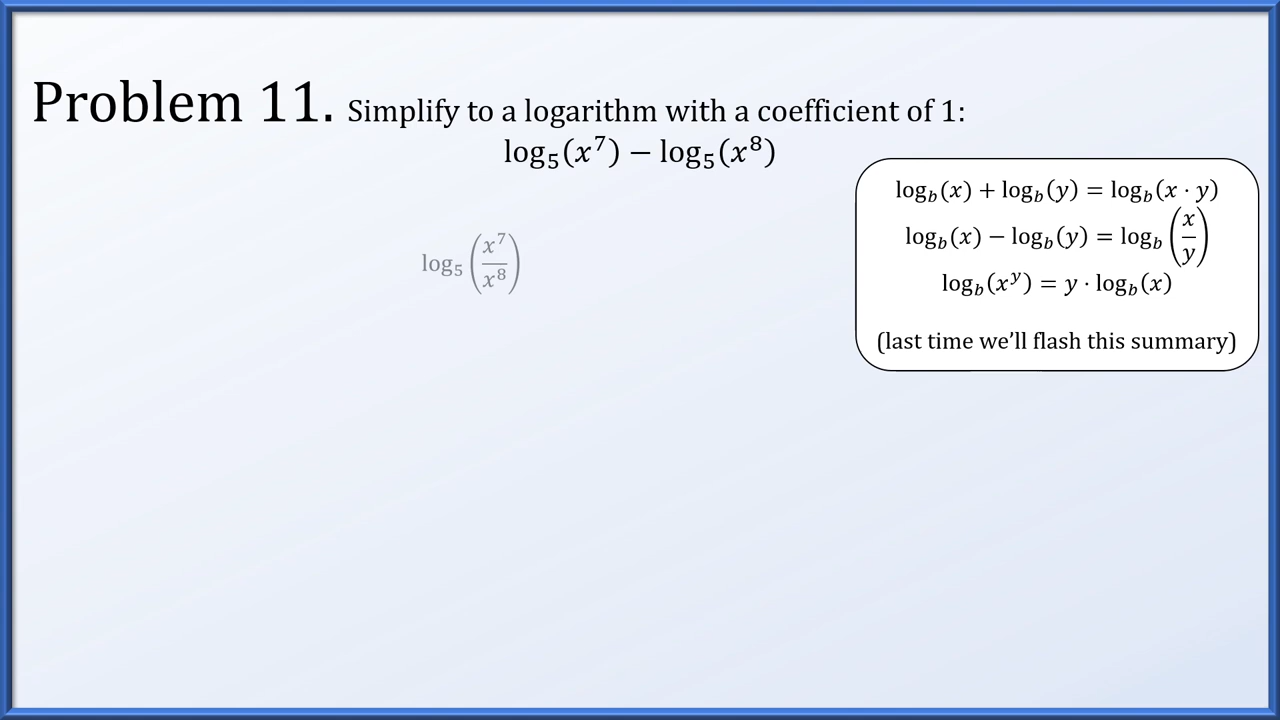 Problem 11. Simplify to a logarithm with a coefficient of 1:
log₅(x⁷) − log₅(x⁸)
log_b(x) + log_b(y) = log_b(x · y)
log_b(x) − log_b(y) = log_b(x/y)
log_b(x^y) = y · log_b(x)
(last time we’ll flash this summary)
log₅(x⁷/x⁸)